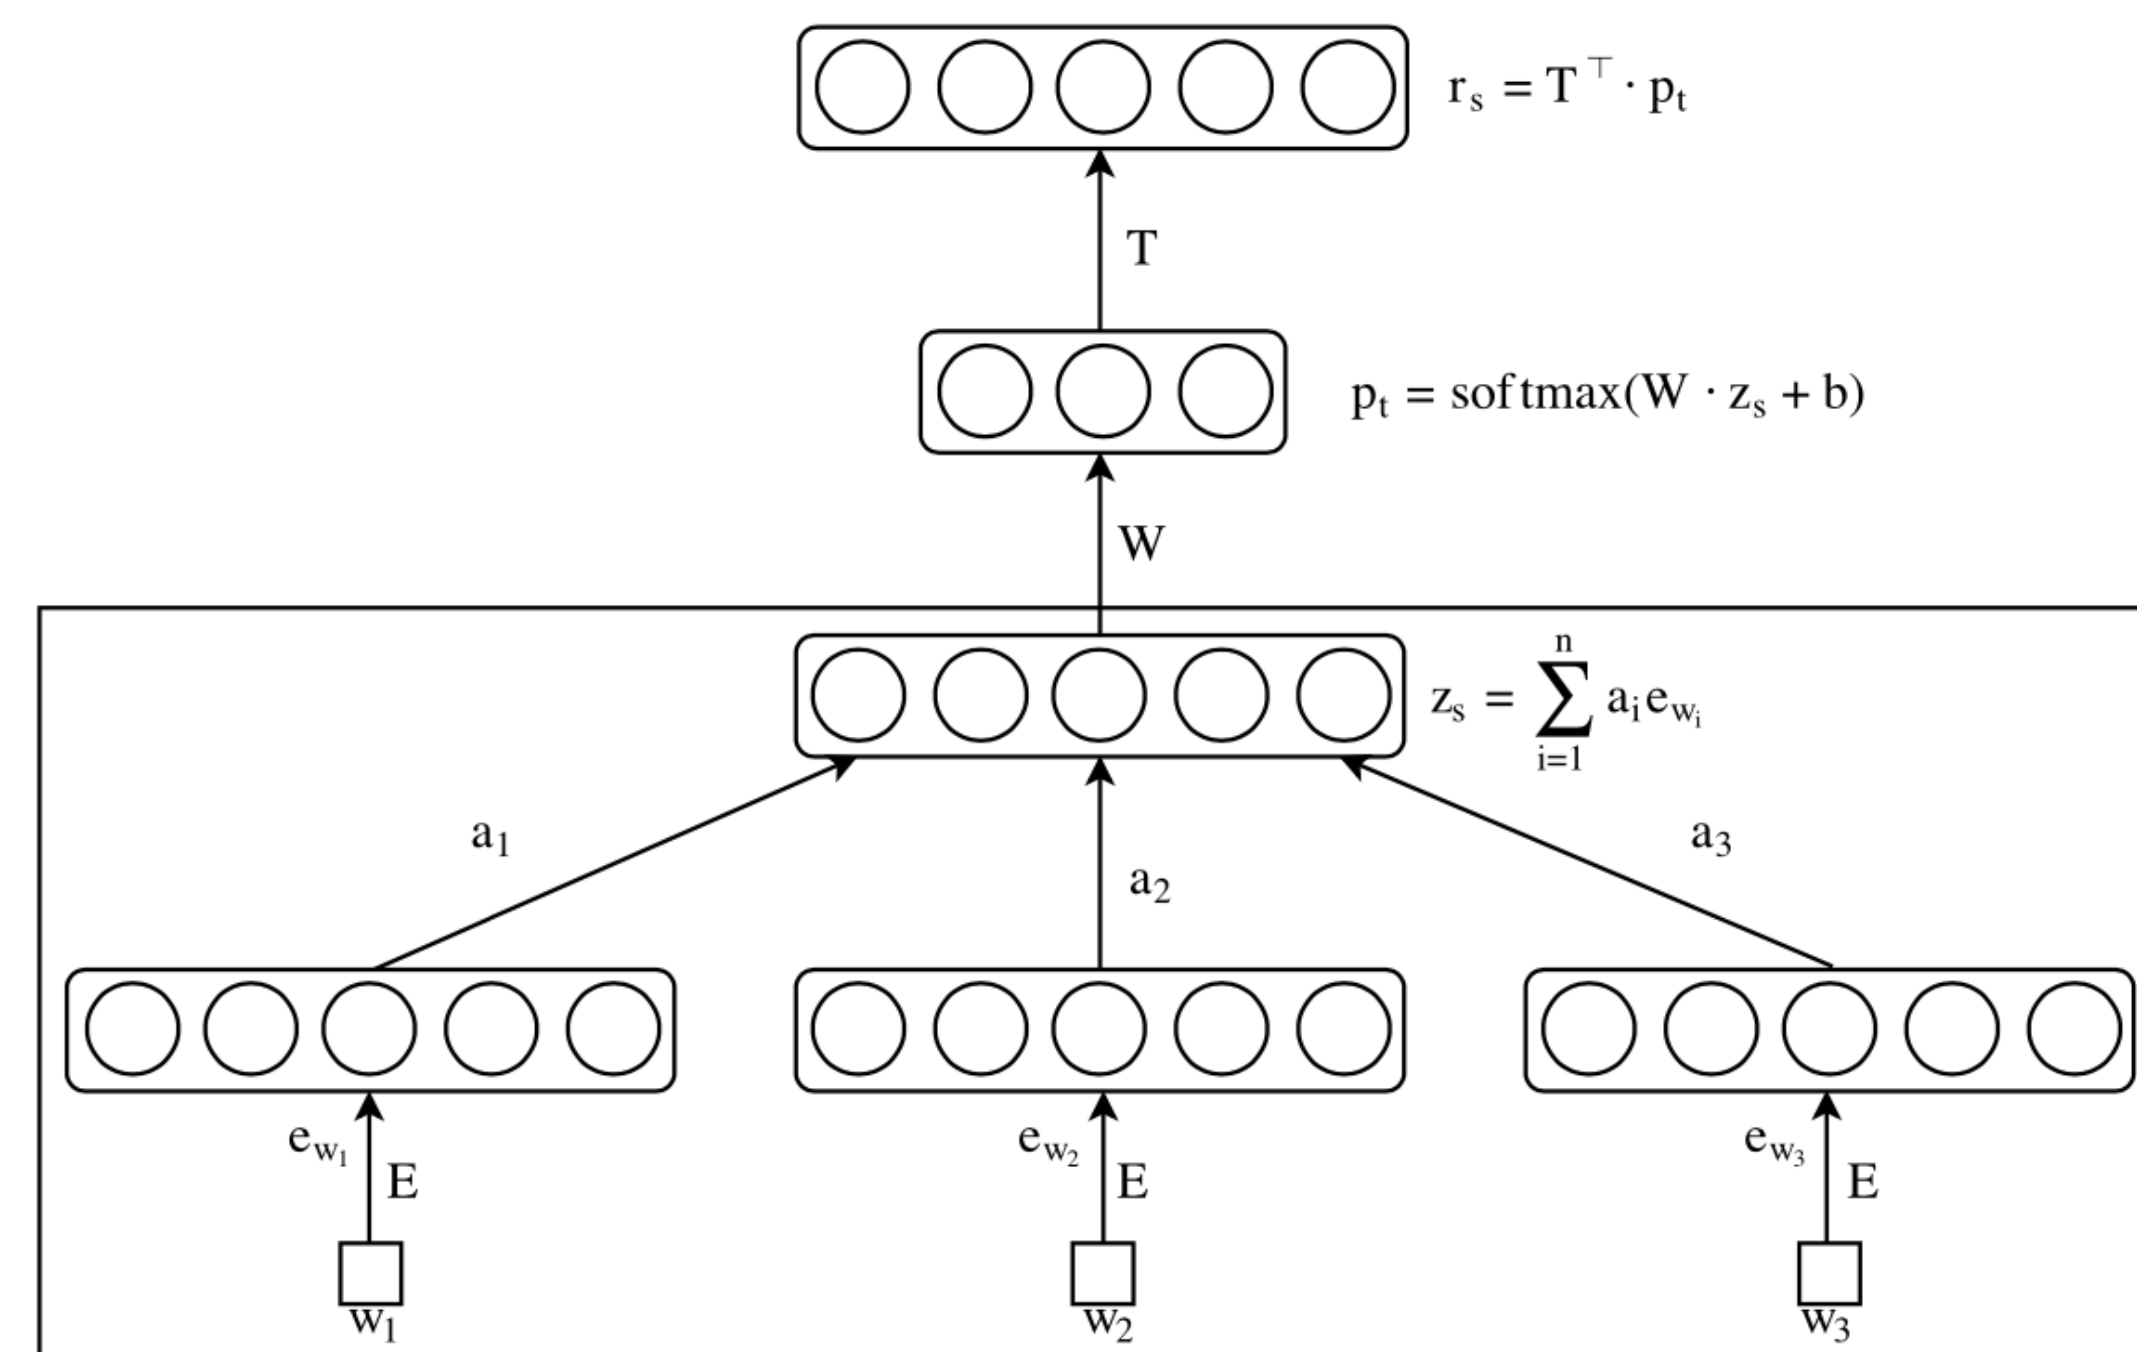 r_s = T^⊤ · p_t
T
p_t = softmax(W · z_s + b)
W
z_s = ∑_{i=1}^{n} a_i e_{w_i}
a_1
a_2
a_3
e_{w_1} E
e_{w_2} E
e_{w_3} E
w_1
w_2
w_3